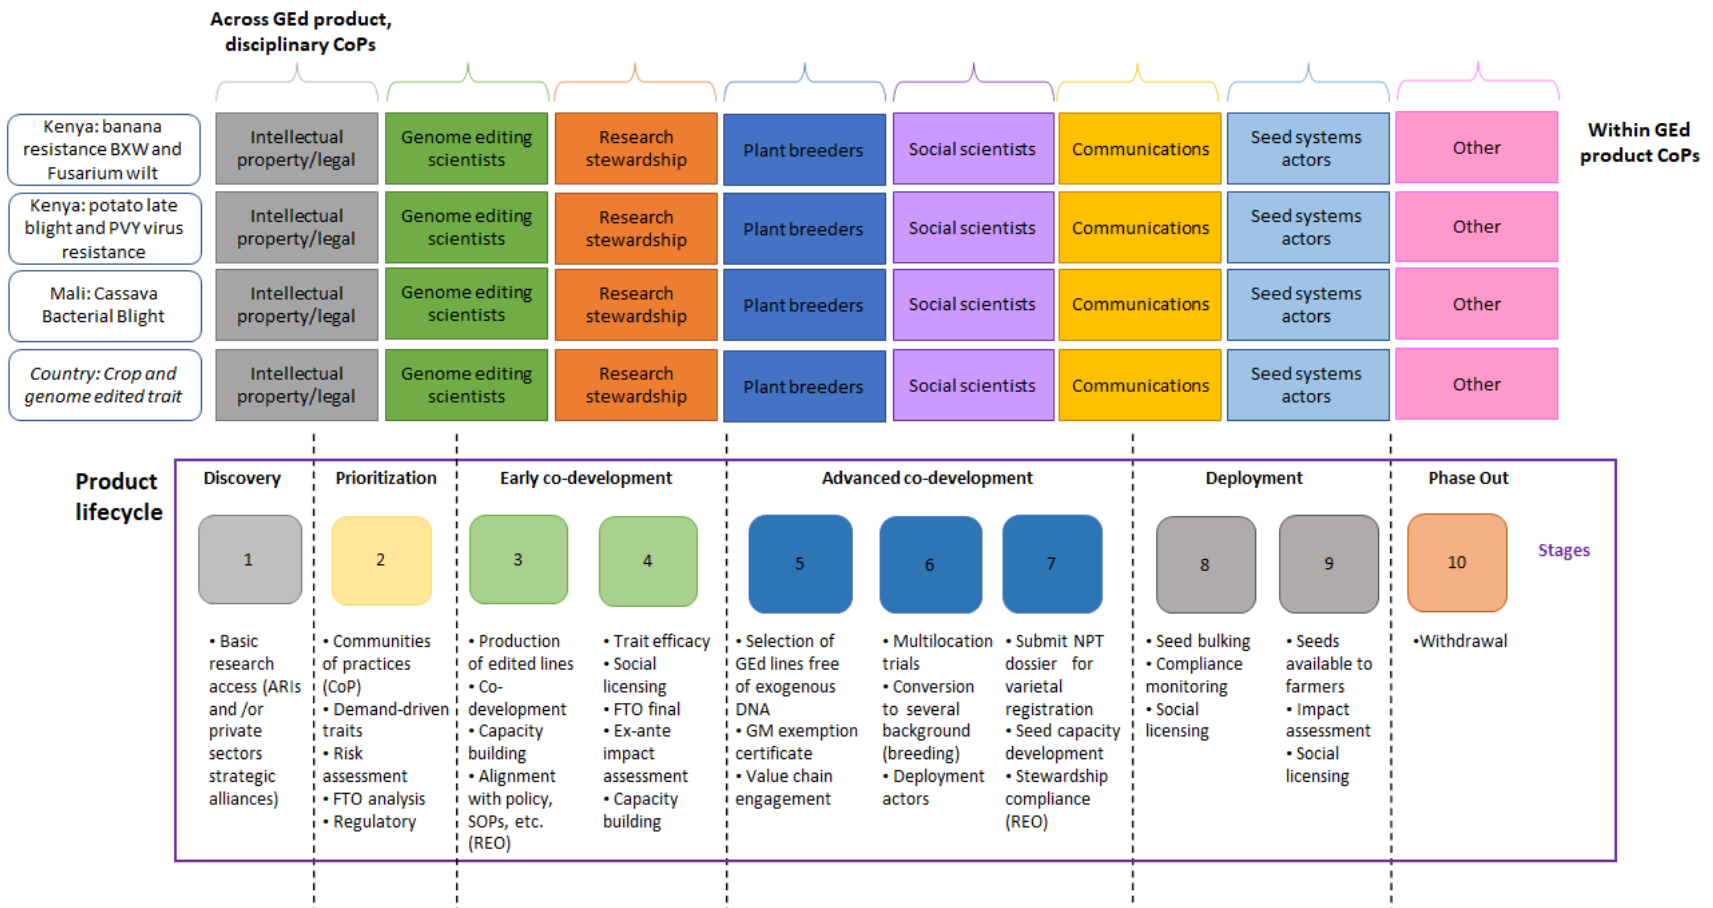 Across GEd product,
disciplinary CoPs
Kenya: banana
resistance BXW and
Fusarium wilt
Intellectual
property/legal
Genome editing
scientists
Research
stewardship
Plant breeders
Social scientists
Communications
Seed systems
actors
Other
Within GEd
product CoPs
Kenya: potato late
blight and PVY virus
resistance
Intellectual
property/legal
Genome editing
scientists
Research
stewardship
Plant breeders
Social scientists
Communications
Seed systems
actors
Other
Mali: Cassava
Bacterial Blight
Intellectual
property/legal
Genome editing
scientists
Research
stewardship
Plant breeders
Social scientists
Communications
Seed systems
actors
Other
Country: Crop and
genome edited trait
Intellectual
property/legal
Genome editing
scientists
Research
stewardship
Plant breeders
Social scientists
Communications
Seed systems
actors
Other
Product
lifecycle
Discovery
Prioritization
Early co-development
Advanced co-development
Deployment
Phase Out
1
2
3
4
5
6
7
8
9
10
Stages
• Basic
research
access (ARIs
and /or
private
sectors
strategic
alliances)
• Communities
of practices
(CoP)
• Demand-driven
traits
• Risk
assessment
• FTO analysis
• Regulatory
• Production
of edited lines
• Co-
development
• Capacity
building
• Alignment
with policy,
SOPs, etc.
(REO)
• Trait efficacy
• Social
licensing
• FTO final
• Ex-ante
impact
assessment
• Capacity
building
• Selection of
GEd lines free
of exogenous
DNA
• GM exemption
certificate
• Value chain
engagement
• Multilocation
trials
• Conversion
to several
background
(breeding)
• Deployment
actors
• Submit NPT
dossier for
varietal
registration
• Seed capacity
development
• Stewardship
compliance
(REO)
• Seed bulking
• Compliance
monitoring
• Social
licensing
• Seeds
available to
farmers
• Impact
assessment
• Social
licensing
•Withdrawal